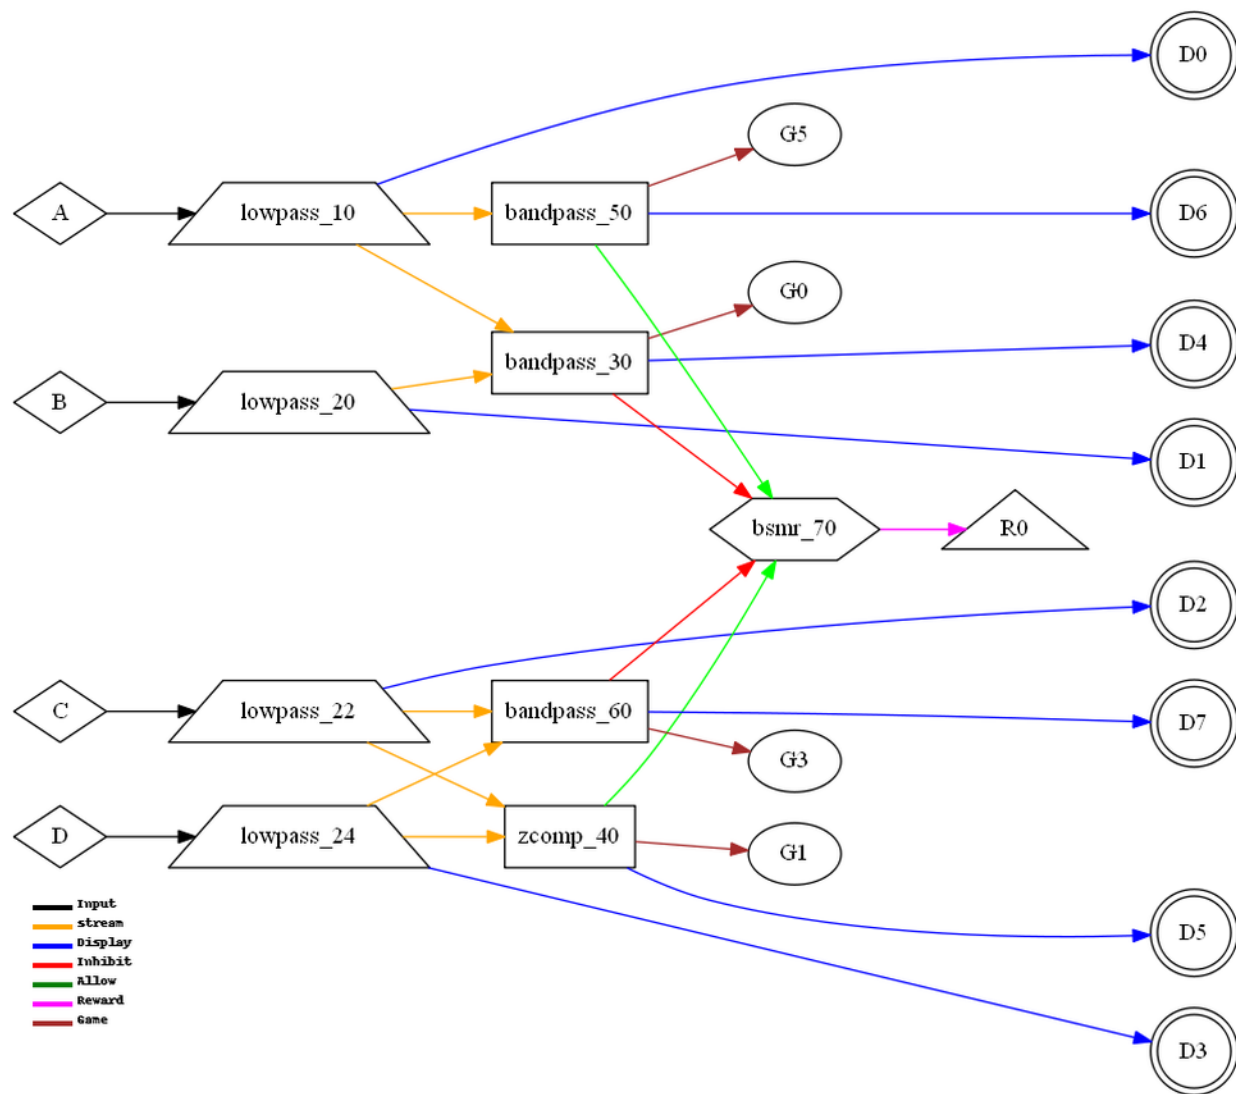 D0
G5
A
lowpass_10
bandpass_50
D6
G0
bandpass_30
D4
B
lowpass_20
D1
bsmr_70
R0
D2
C
lowpass_22
bandpass_60
D7
G3
D
lowpass_24
zcomp_40
G1
Input
stream
Display
Inhibit
Allow
Reward
Game
D5
D3